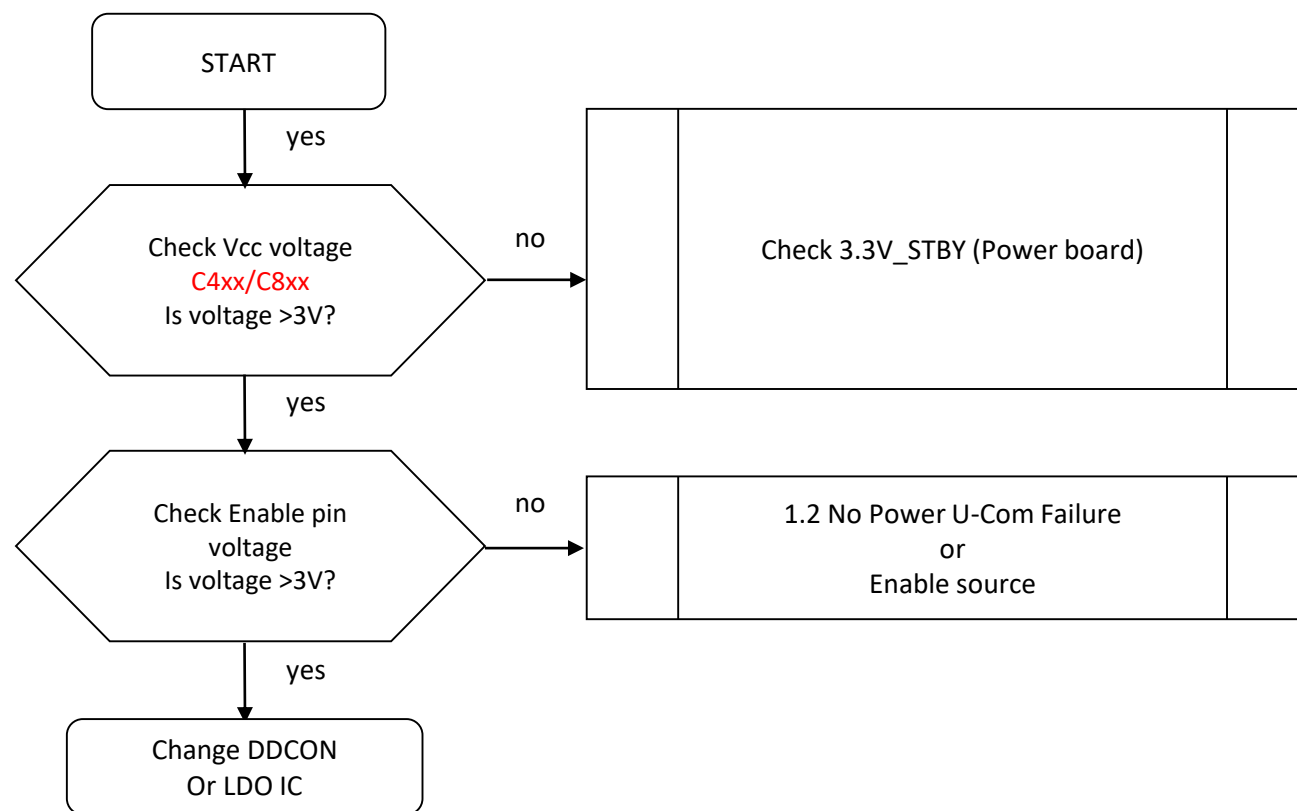 START
yes
Check Vcc voltage
C4xx/C8xx
Is voltage >3V?
no
Check 3.3V_STBY (Power board)
yes
Check Enable pin
voltage
Is voltage >3V?
no
1.2 No Power U-Com Failure
or
Enable source
yes
Change DDCON
Or LDO IC